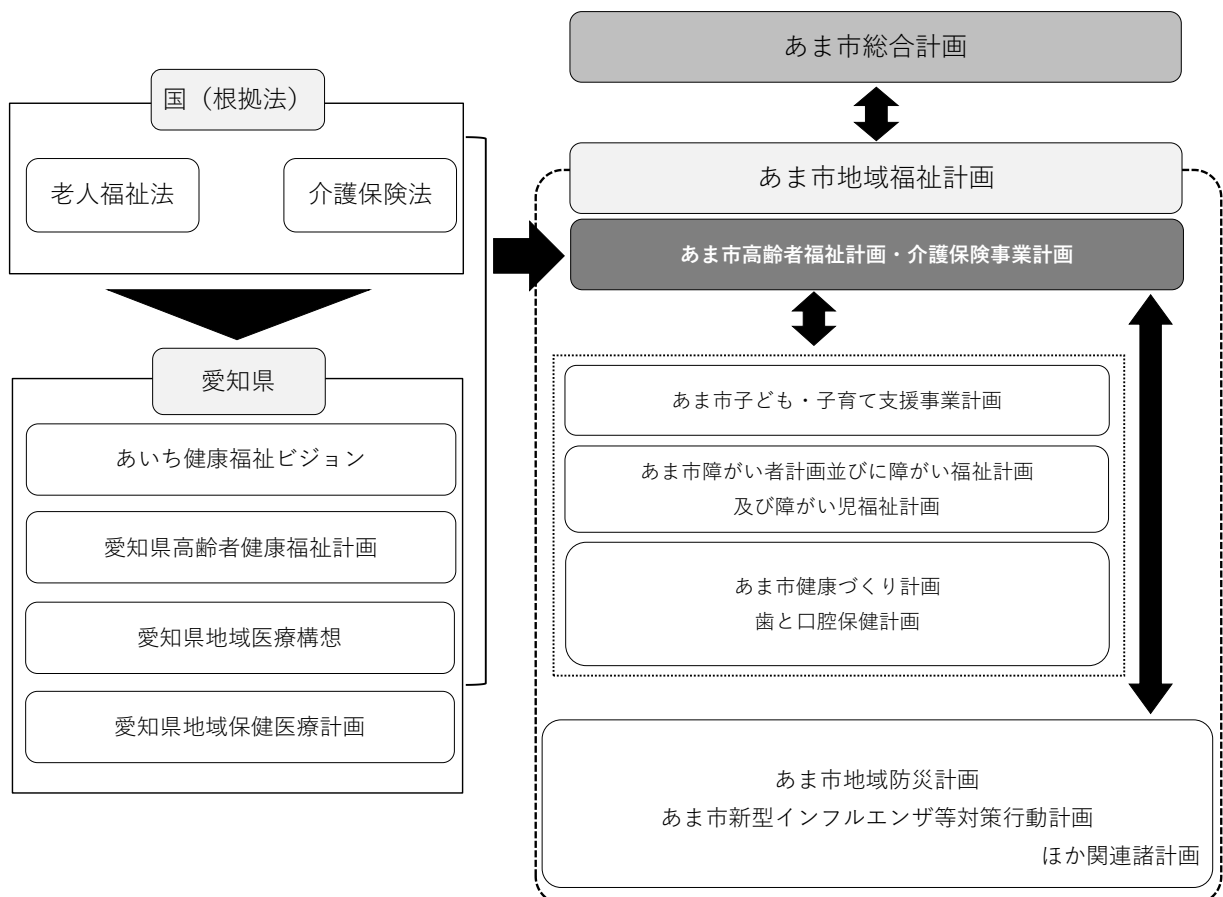 国（根拠法）
老人福祉法
介護保険法
愛知県
あいち健康福祉ビジョン
愛知県高齢者健康福祉計画
愛知県地域医療構想
愛知県地域保健医療計画
あま市総合計画
あま市地域福祉計画
あま市高齢者福祉計画・介護保険事業計画
あま市子ども・子育て支援事業計画
あま市障がい者計画並びに障がい福祉計画
及び障がい児福祉計画
あま市健康づくり計画
歯と口腔保健計画
あま市地域防災計画
あま市新型インフルエンザ等対策行動計画
ほか関連諸計画